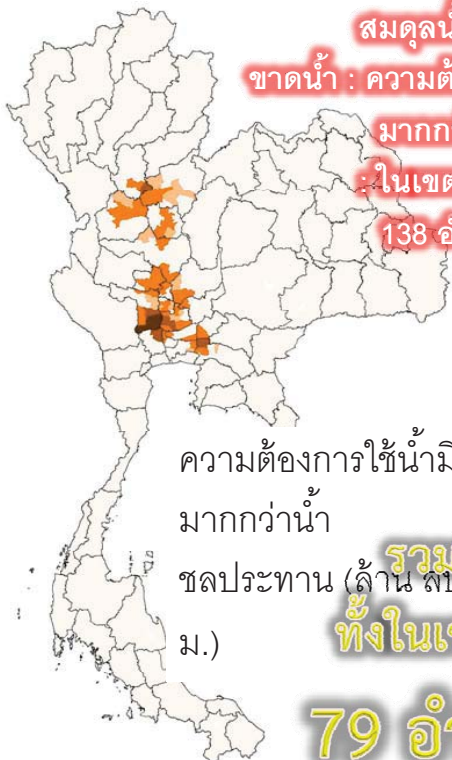 สมดุลน้
ขาดน้ำ : ความต้
มากก
: ในเขต
138 อํ
ความต้องการใช้น้ำมี
มากกว่าน้ำ
ชลประทาน (ล้าน ลบ
ม.)
รวม
ทั้งในเข
79 อำ